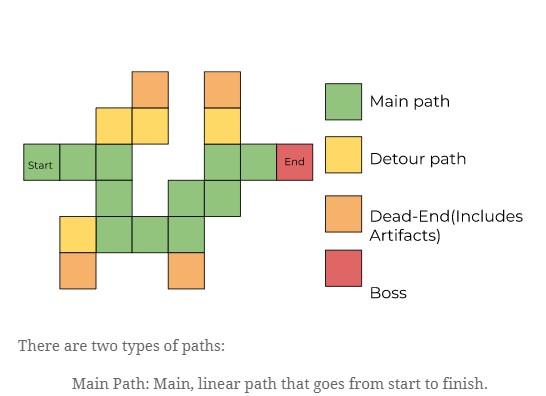 Start
End
Main path
Detour path
Dead-End(Includes
Artifacts)
Boss
There are two types of paths:
Main Path: Main, linear path that goes from start to finish.